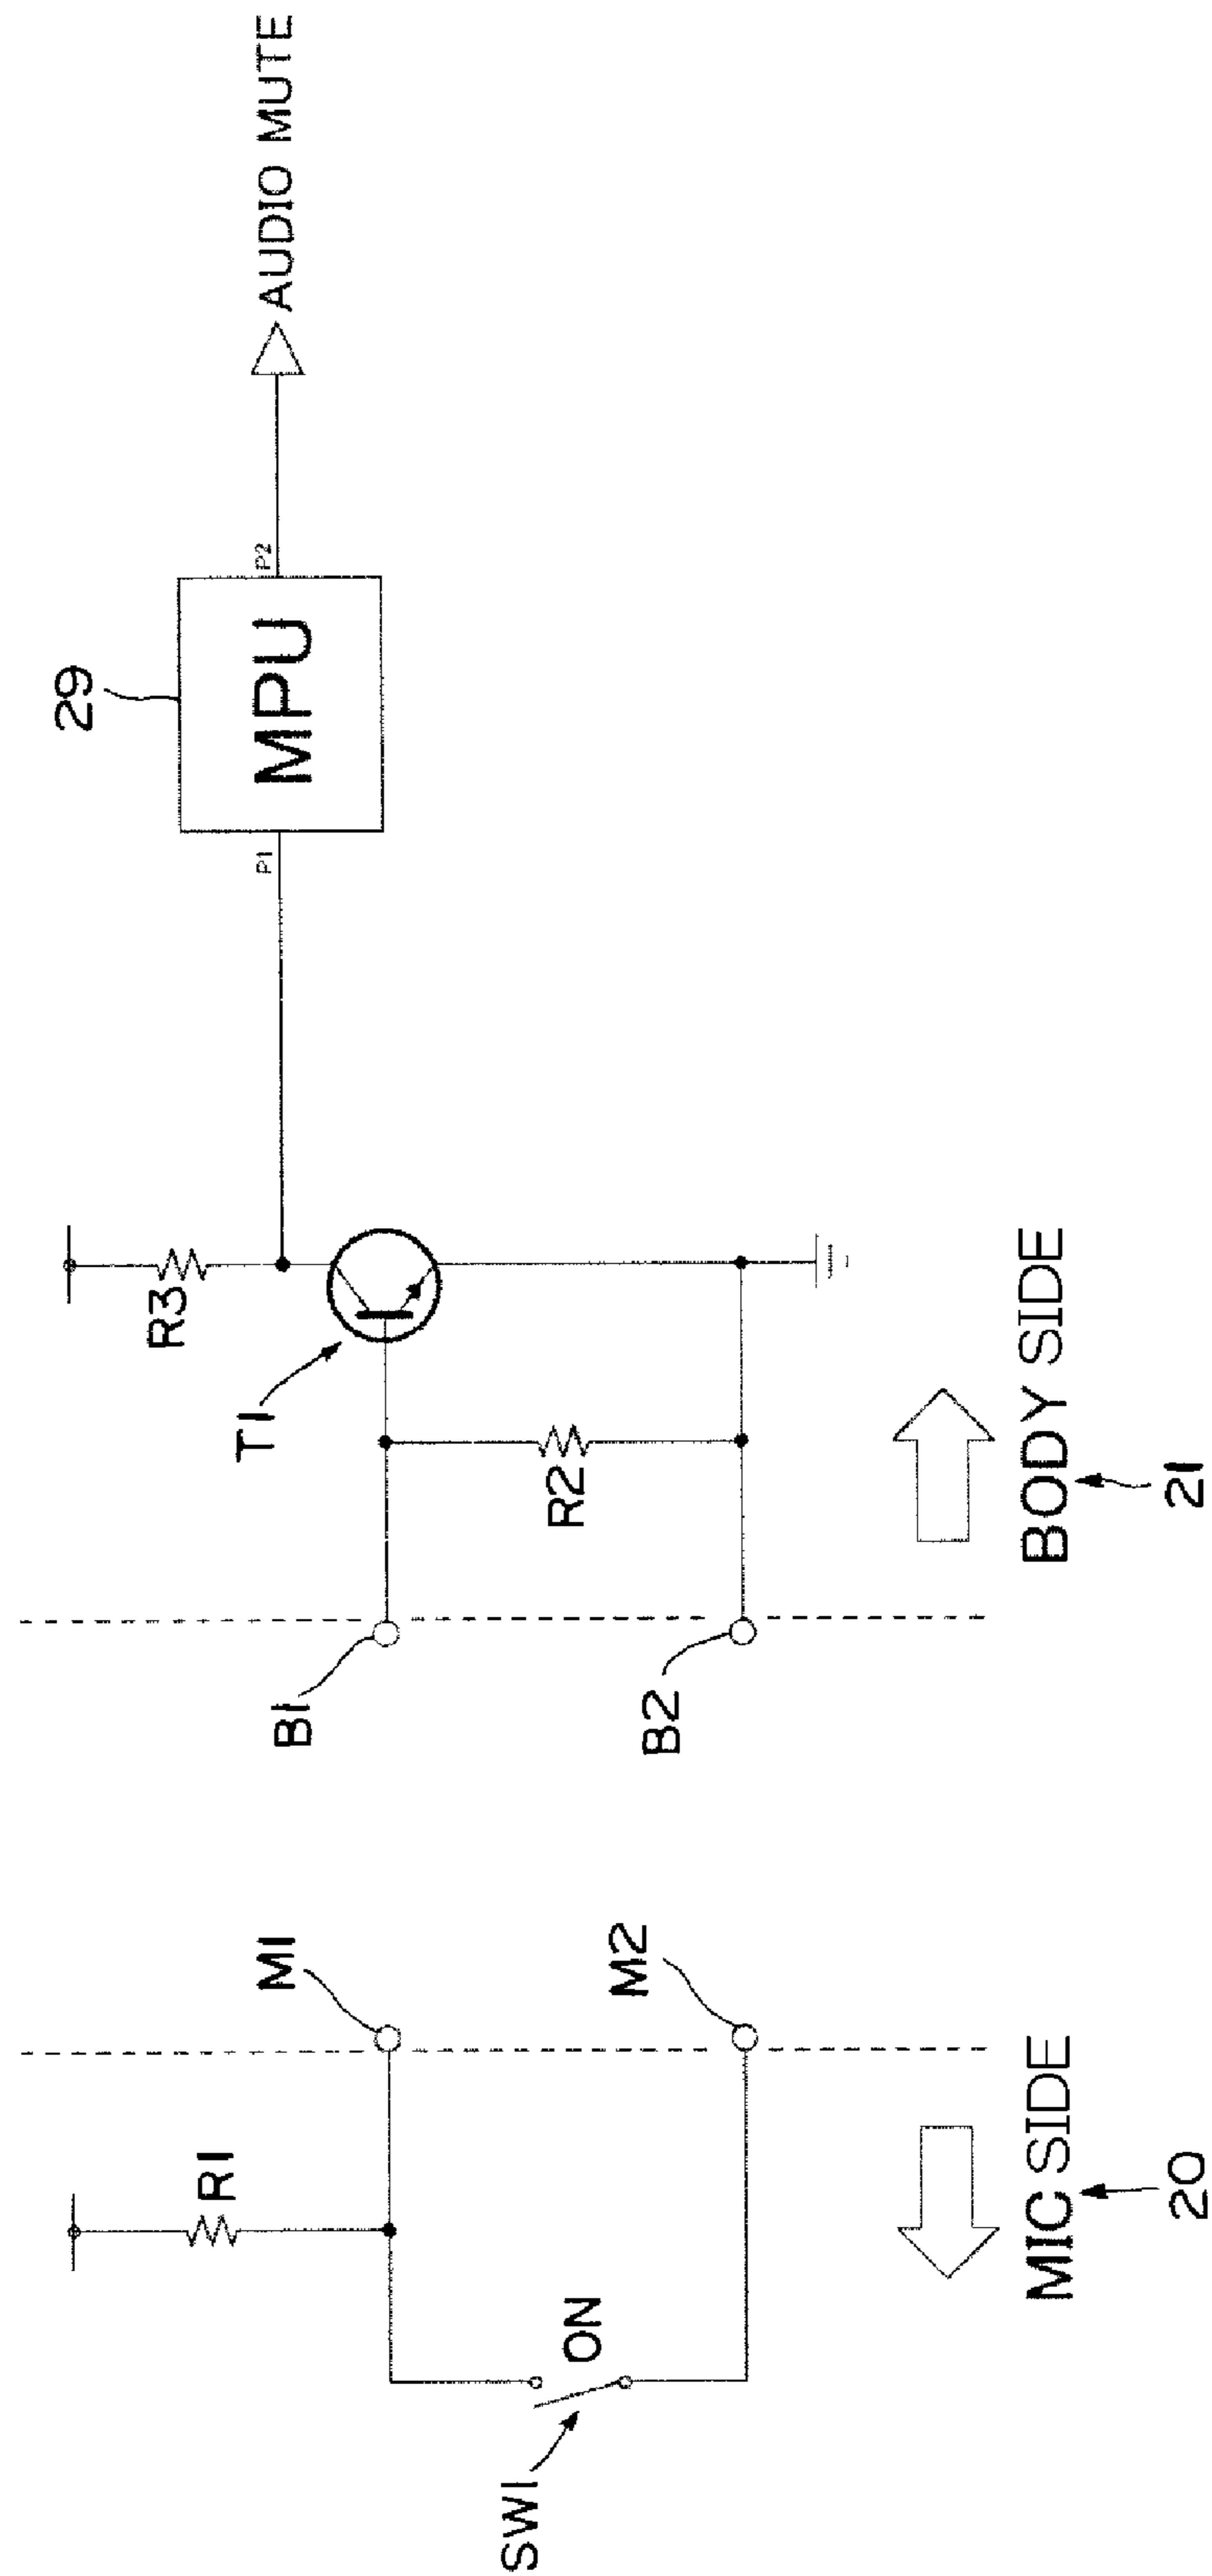 R3
29
T1
P1
MPU
P2
AUDIO MUTE
R1
M1
B1
SW1
ON
M2
B2
R2
MIC SIDE
BODY SIDE
20
21